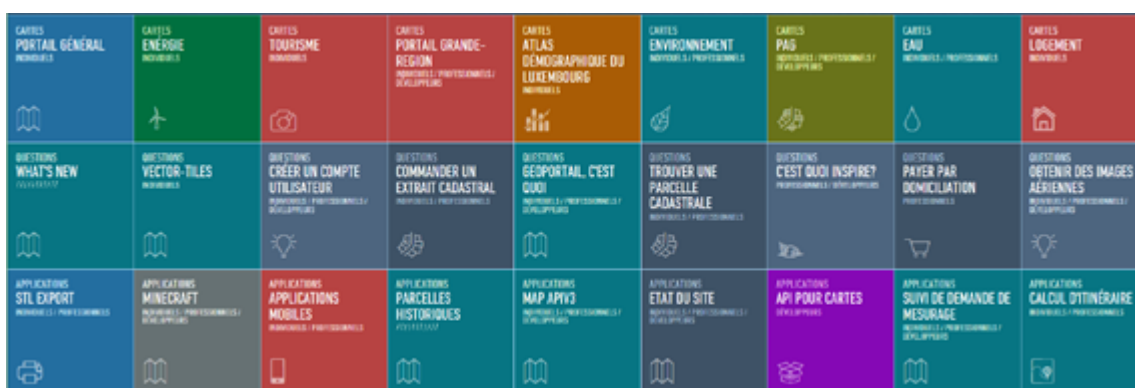 CARTES
PORTAIL GÉNÉRAL
INDIVIDUELS
CARTES
ENERGIE
INDIVIDUELS
CARTES
TOURISME
INDIVIDUELS
CARTES
PORTAIL GRANDE-
REGION
INDIVIDUELS / PROFESSIONNELS /
DÉVELOPPEURS
CARTES
ATLAS
DÉMOGRAPHIQUE DU
LUXEMBOURG
INDIVIDUELS
CARTES
ENVIRONNEMENT
INDIVIDUELS / PROFESSIONNELS
CARTES
PAG
INDIVIDUELS / PROFESSIONNELS /
DÉVELOPPEURS
CARTES
EAU
INDIVIDUELS / PROFESSIONNELS
CARTES
LOGEMENT
INDIVIDUELS
QUESTIONS
WHAT'S NEW
QUESTIONS
VECTOR-TILES
INDIVIDUELS
QUESTIONS
CRÉER UN COMPTE
UTILISATEUR
INDIVIDUELS / PROFESSIONNELS /
DÉVELOPPEURS
QUESTIONS
COMMANDER UN
EXTRAIT CADASTRAL
INDIVIDUELS / PROFESSIONNELS
QUESTIONS
GEOPORTAIL, C'EST
QUOI
INDIVIDUELS / PROFESSIONNELS /
DÉVELOPPEURS
QUESTIONS
TROUVER UNE
PARCELLE
CADASTRALE
INDIVIDUELS / PROFESSIONNELS
QUESTIONS
C'EST QUOI INSPIRE?
PROFESSIONNELS / DÉVELOPPEURS
QUESTIONS
PAYER PAR
DOMICILIATION
PROFESSIONNELS
QUESTIONS
OBTENIR DES IMAGES
AÉRIENNES
INDIVIDUELS / PROFESSIONNELS /
DÉVELOPPEURS
APPLICATIONS
STL EXPORT
INDIVIDUELS / PROFESSIONNELS
APPLICATIONS
MINECRAFT
INDIVIDUELS / PROFESSIONNELS /
DÉVELOPPEURS
APPLICATIONS
APPLICATIONS
MOBILES
INDIVIDUELS / PROFESSIONNELS
APPLICATIONS
PARCELLES
HISTORIQUES
APPLICATIONS
MAP APIV3
INDIVIDUELS / PROFESSIONNELS /
DÉVELOPPEURS
APPLICATIONS
ETAT DU SITE
INDIVIDUELS / PROFESSIONNELS /
DÉVELOPPEURS
APPLICATIONS
API POUR CARTES
DÉVELOPPEURS
APPLICATIONS
SUIVI DE DEMANDE DE
MESURAGE
INDIVIDUELS / PROFESSIONNELS /
DÉVELOPPEURS
APPLICATIONS
CALCUL D'ITINÉRAIRE
INDIVIDUELS / PROFESSIONNELS